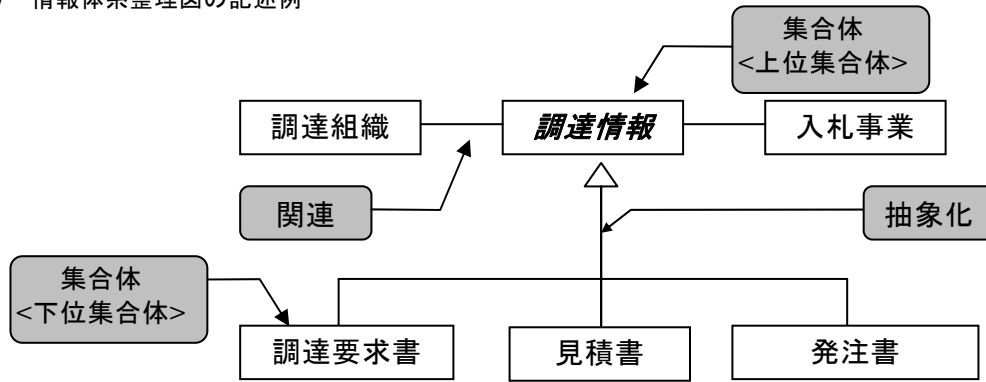 情報体系整理図の記述例
集合体
<上位集合体>
調達組織
調達情報
入札事業
関連
抽象化
集合体
<下位集合体>
調達要求書
見積書
発注書